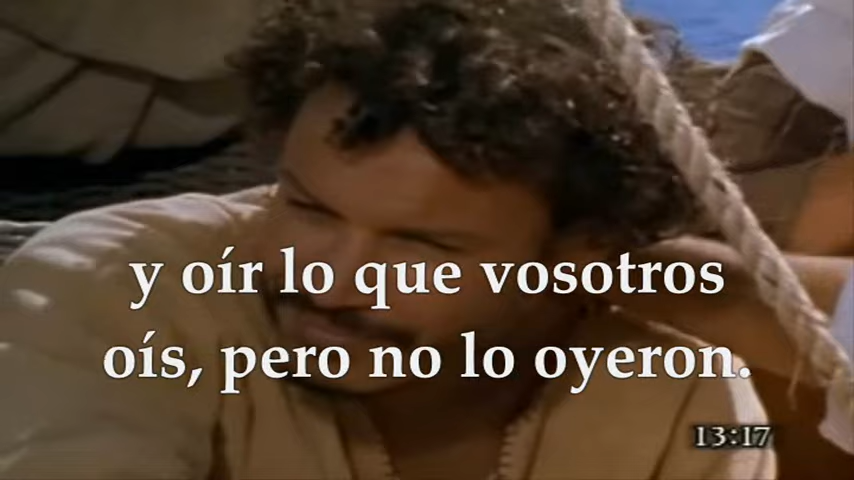 y oír lo que vosotros
oís, pero no lo oyeron.
13:17